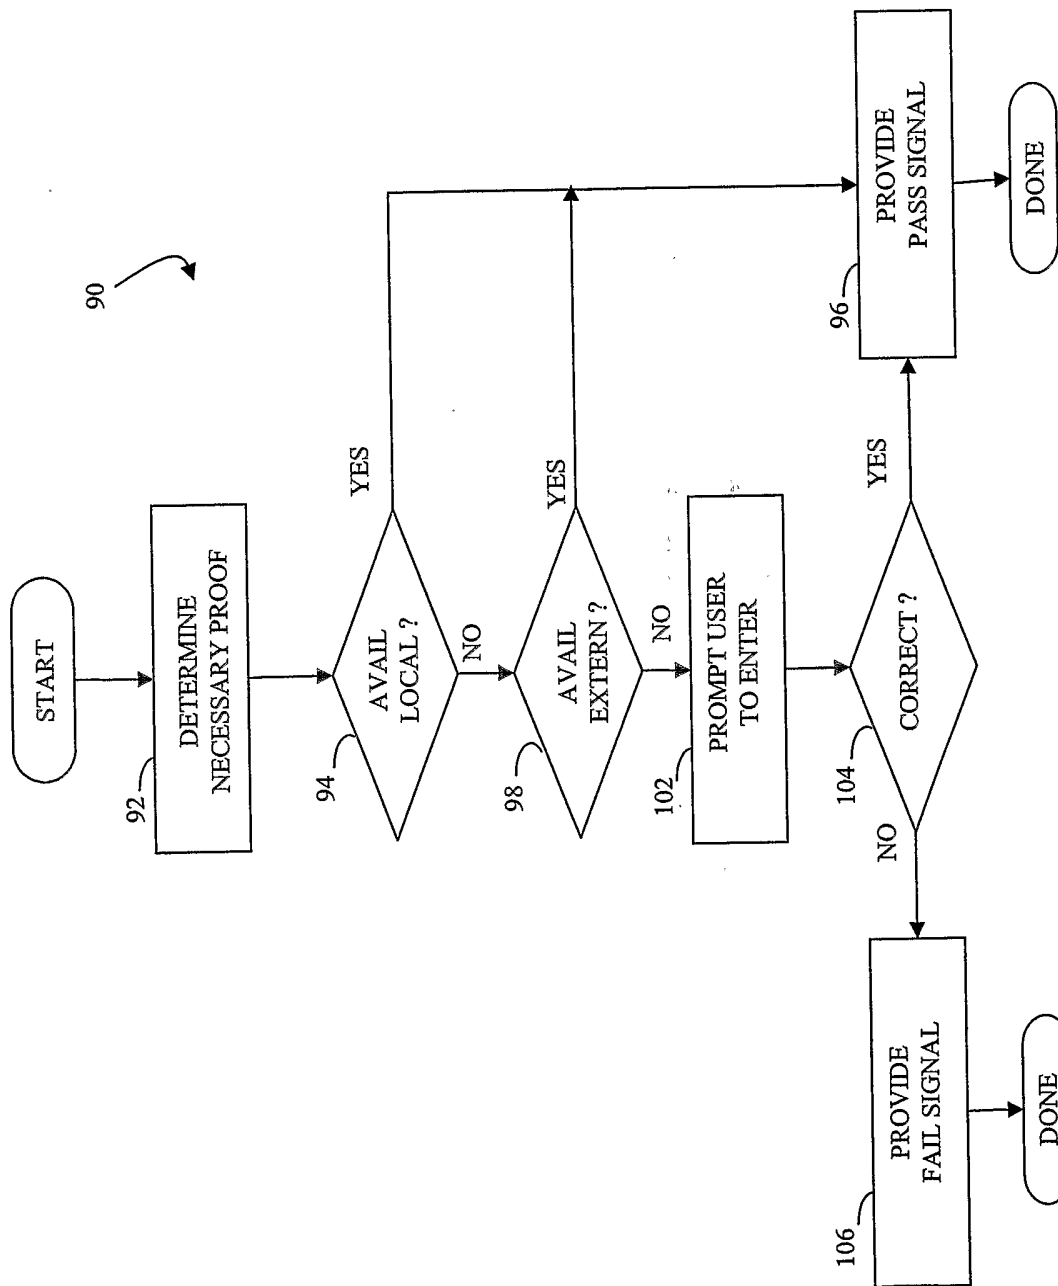 90
START
92
DETERMINE
NECESSARY PROOF
94
AVAIL
LOCAL ?
YES
NO
98
AVAIL
EXTERN ?
YES
NO
102
PROMPT USER
TO ENTER
104
CORRECT ?
YES
NO
96
PROVIDE
PASS SIGNAL
DONE
106
PROVIDE
FAIL SIGNAL
DONE